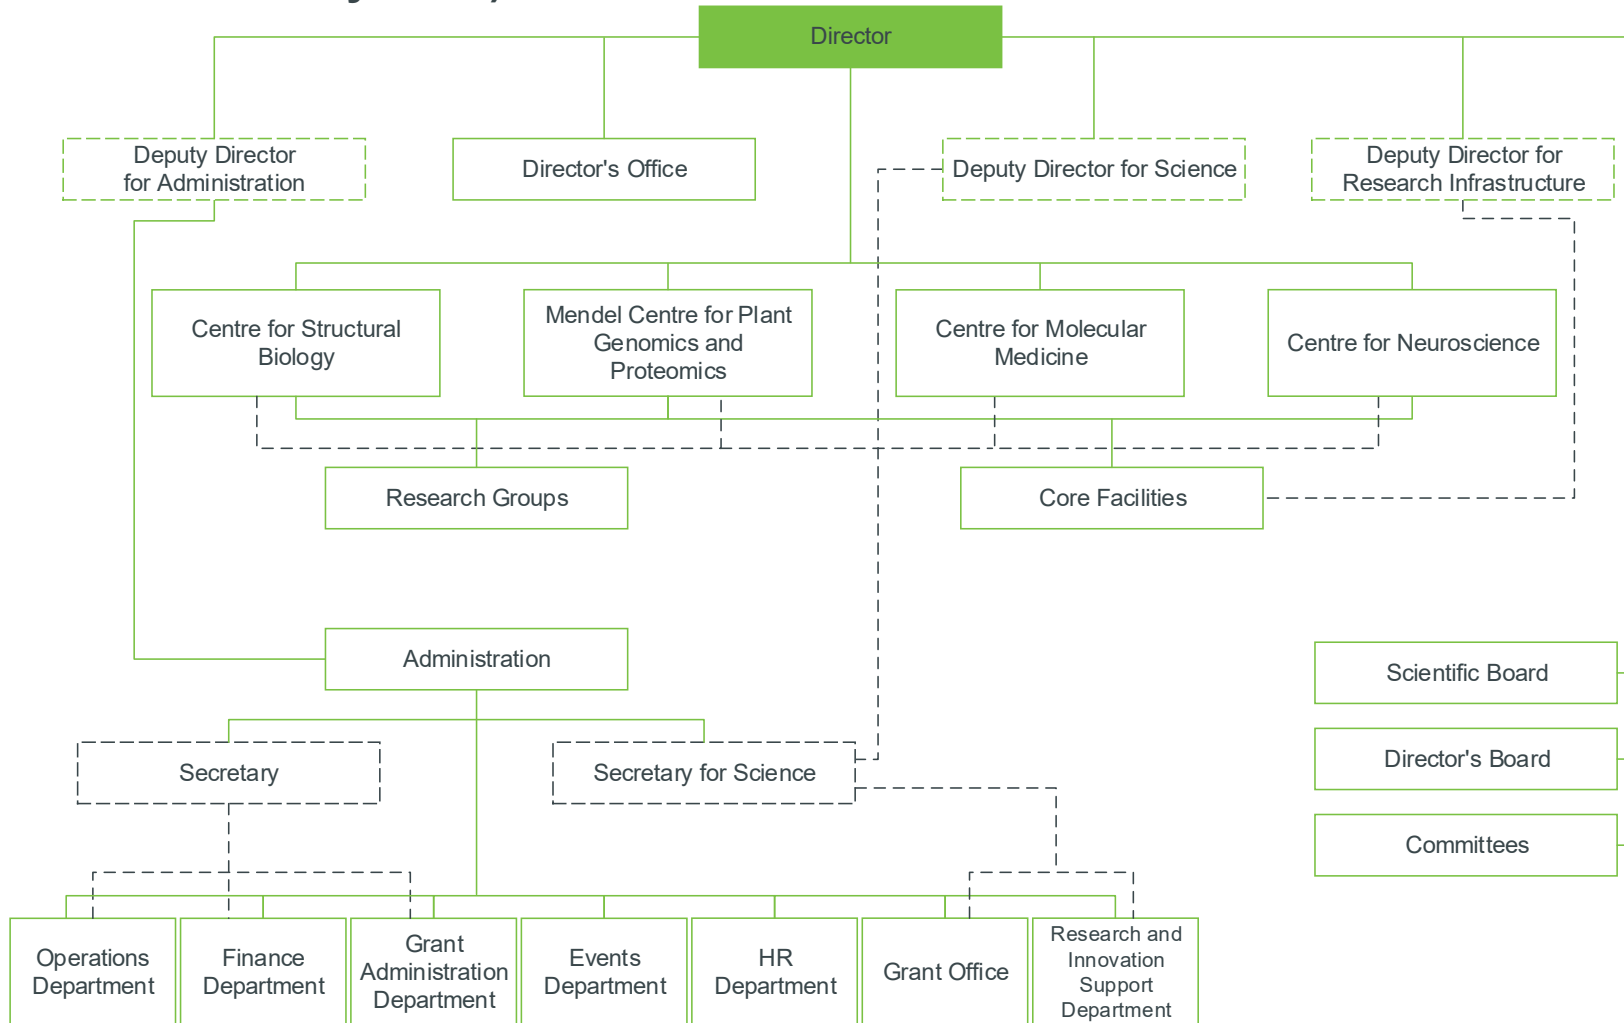 Director
Deputy Director
for Administration
Director's Office
Deputy Director for Science
Deputy Director for
Research Infrastructure
Centre for Structural
Biology
Mendel Centre for Plant
Genomics and
Proteomics
Centre for Molecular
Medicine
Centre for Neuroscience
Research Groups
Core Facilities
Administration
Scientific Board
Director's Board
Committees
Secretary
Secretary for Science
Operations
Department
Finance
Department
Grant
Administration
Department
Events
Department
HR
Department
Grant Office
Research and
Innovation
Support
Department